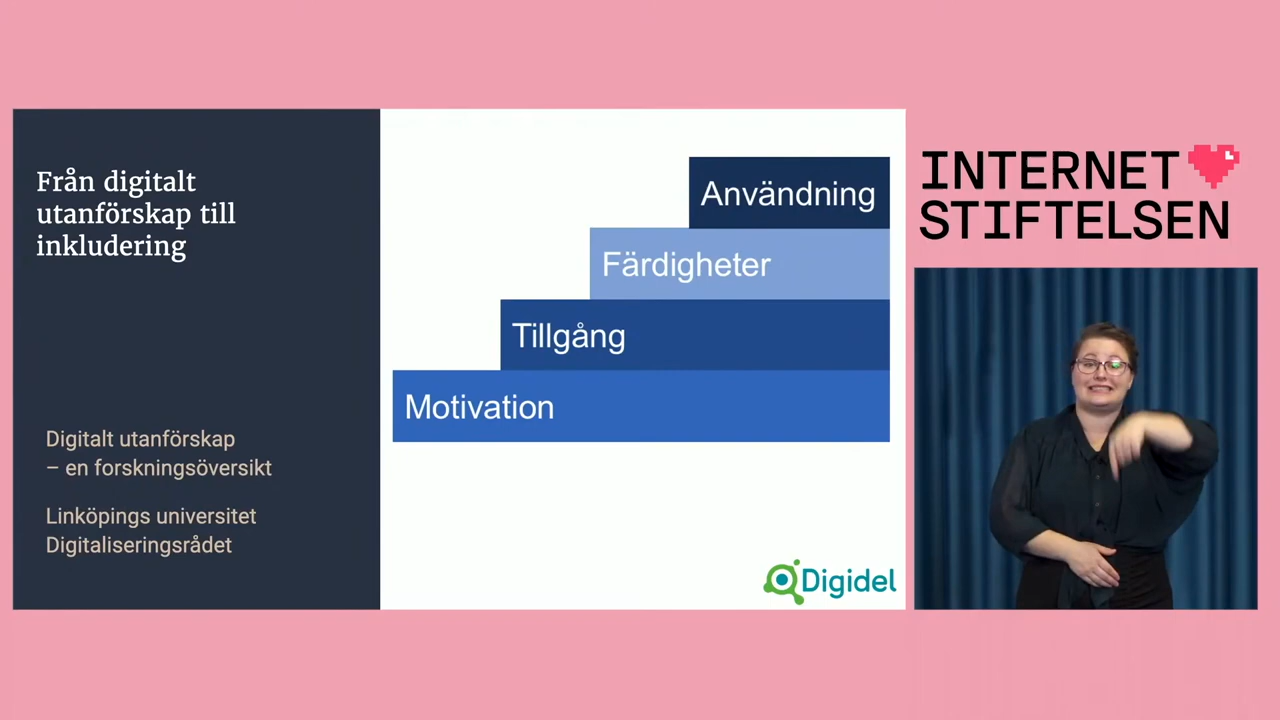 Från digitalt
utanförskap till
inkludering
Digitalt utanförskap
– en forskningsöversikt
Linköpings universitet
Digitaliseringsrådet
Användning
Färdigheter
Tillgång
Motivation
Digidel
INTERNET
STIFTELSEN